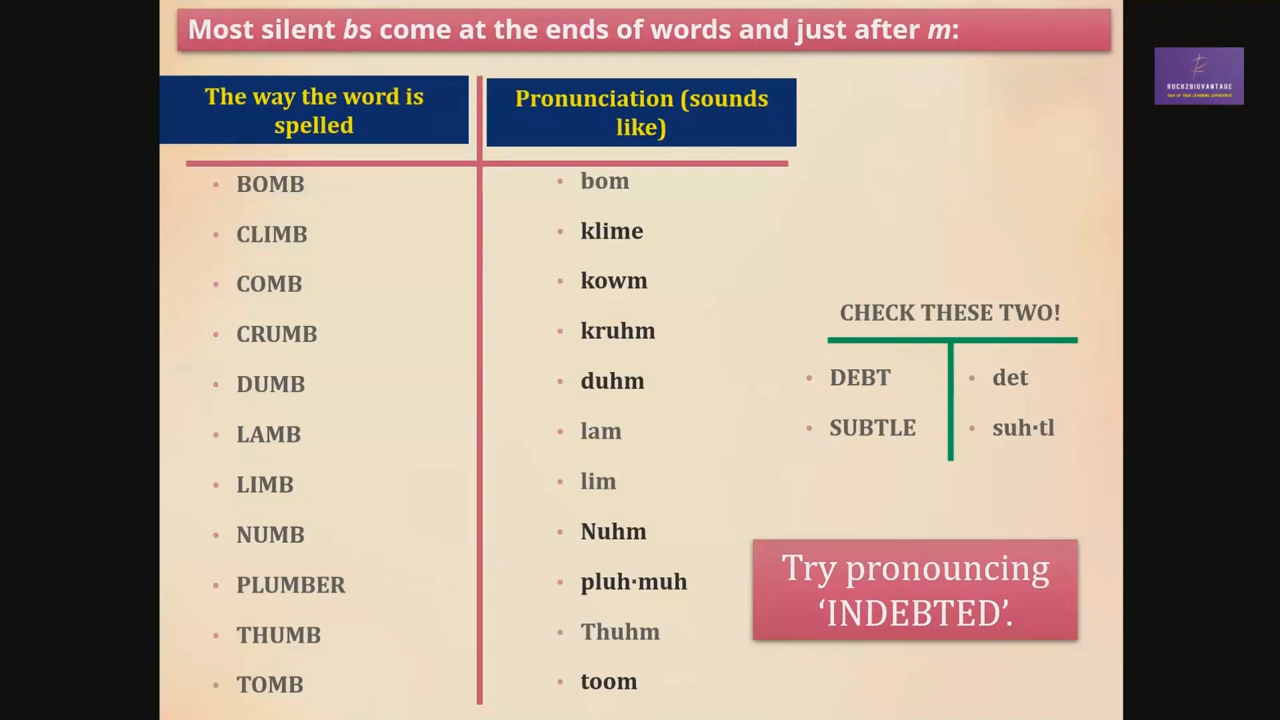 Most silent bs come at the ends of words and just after m:
ROCKZBIOVANTAGE
The way the word is
spelled
Pronunciation (sounds
like)
• BOMB
• CLIMB
• COMB
• CRUMB
• DUMB
• LAMB
• LIMB
• NUMB
• PLUMBER
• THUMB
• TOMB
• bom
• klime
• kowm
• kruhm
• duhm
• lam
• lim
• Nuhm
• pluh·muh
• Thuhm
• toom
CHECK THESE TWO!
• DEBT
• SUBTLE
• det
• suh·tl
Try pronouncing
‘INDEBTED’.